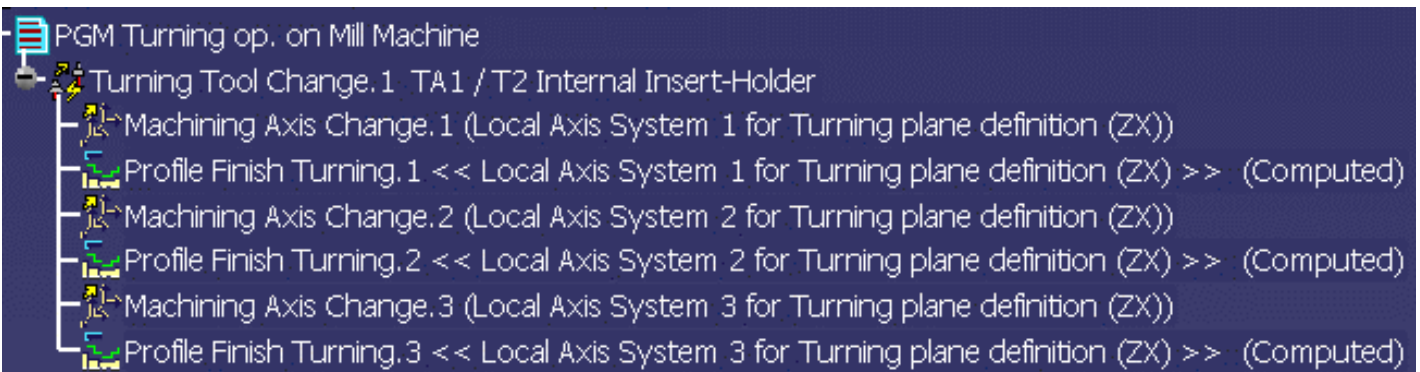 PGM Turning op. on Mill Machine
Turning Tool Change.1 TA1 / T2 Internal Insert-Holder
Machining Axis Change.1 (Local Axis System 1 for Turning plane definition (ZX))
Profile Finish Turning.1 << Local Axis System 1 for Turning plane definition (ZX) >> (Computed)
Machining Axis Change.2 (Local Axis System 2 for Turning plane definition (ZX))
Profile Finish Turning.2 << Local Axis System 2 for Turning plane definition (ZX) >> (Computed)
Machining Axis Change.3 (Local Axis System 3 for Turning plane definition (ZX))
Profile Finish Turning.3 << Local Axis System 3 for Turning plane definition (ZX) >> (Computed)